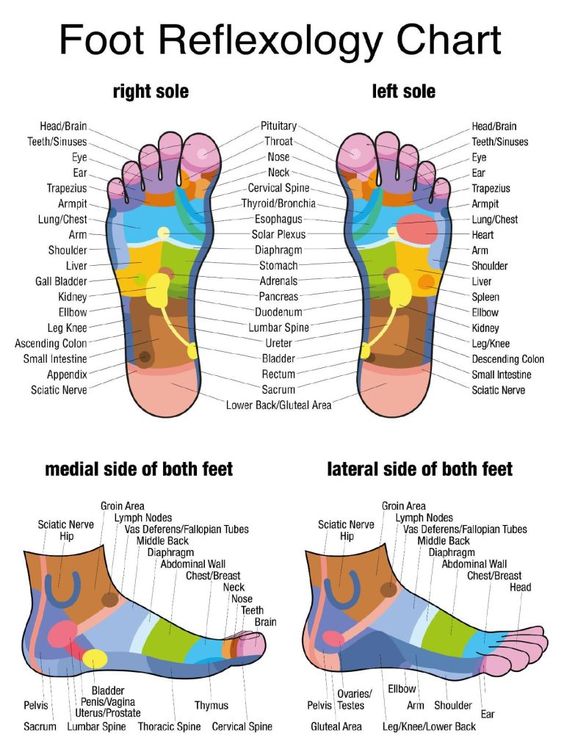 Foot Reflexology Chart
right sole
left sole
Head/Brain
Teeth/Sinuses
Eye
Ear
Trapezius
Armpit
Lung/Chest
Arm
Shoulder
Liver
Gall Bladder
Kidney
Ellbow
Leg Knee
Ascending Colon
Small Intestine
Appendix
Sciatic Nerve
Pituitary
Throat
Nose
Neck
Cervical Spine
Thyroid/Bronchia
Esophagus
Solar Plexus
Diaphragm
Stomach
Adrenals
Pancreas
Duodenum
Lumbar Spine
Ureter
Bladder
Rectum
Sacrum
Lower Back/Gluteal Area
Head/Brain
Teeth/Sinuses
Eye
Ear
Trapezius
Armpit
Lung/Chest
Heart
Arm
Shoulder
Liver
Spleen
Ellbow
Kidney
Leg/Knee
Descending Colon
Small Intestine
Sciatic Nerve
medial side of both feet
Groin Area
Lymph Nodes
Sciatic Nerve
Vas Deferens/Fallopian Tubes
Hip
Middle Back
Diaphragm
Abdominal Wall
Chest/Breast
Neck
Nose
Teeth
Brain
Bladder
Penis/Vagina
Uterus/Prostate
Pelvis
Thymus
Sacrum
Lumbar Spine
Thoracic Spine
Cervical Spine
lateral side of both feet
Groin Area
Lymph Nodes
Sciatic Nerve
Vas Deferens/Fallopian Tubes
Hip
Middle Back
Diaphragm
Abdominal Wall
Chest/Breast
Head
Ovaries/
Testes
Ellbow
Pelvis
Arm
Shoulder
Ear
Gluteal Area
Leg/Knee/Lower Back